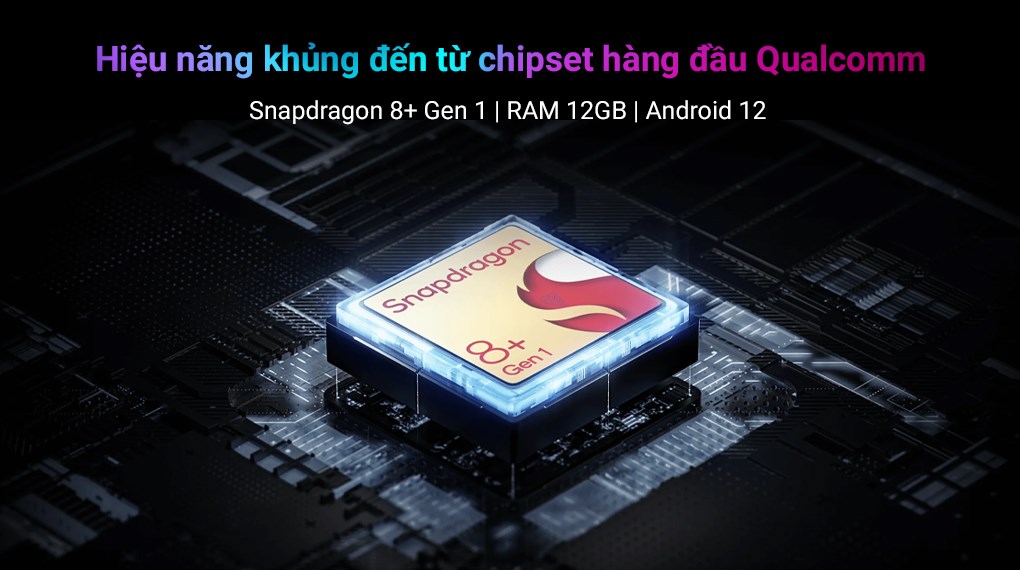 Hiệu năng khủng đến từ chipset hàng đầu Qualcomm
Snapdragon 8+ Gen 1 | RAM 12GB | Android 12
Snapdragon
8+
Gen 1